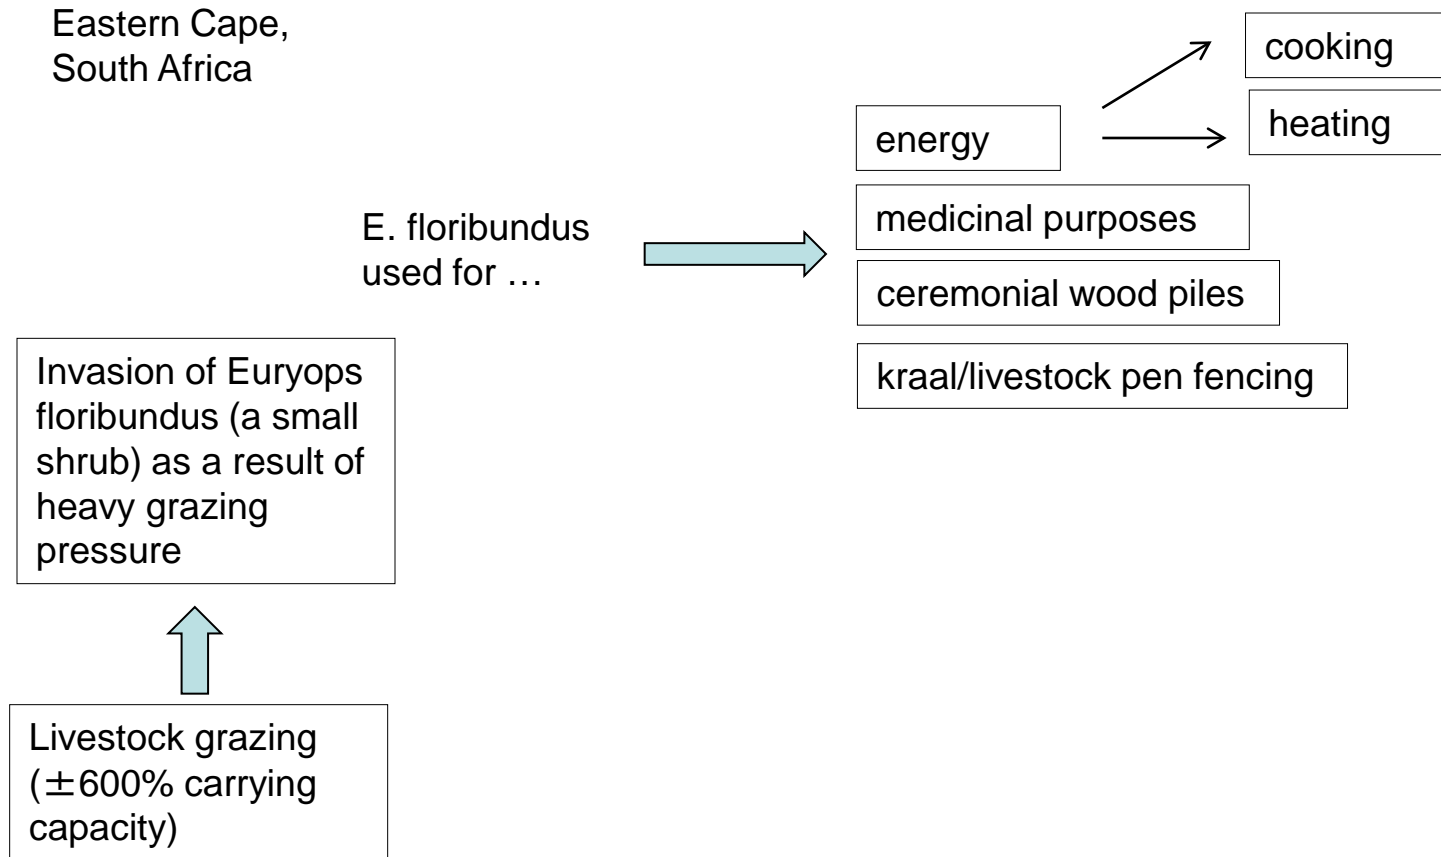 Eastern Cape,
South Africa
cooking
heating
energy
medicinal purposes
ceremonial wood piles
kraal/livestock pen fencing
E. floribundus
used for …
Invasion of Euryops
floribundus (a small
shrub) as a result of
heavy grazing
pressure
Livestock grazing
(±600% carrying
capacity)